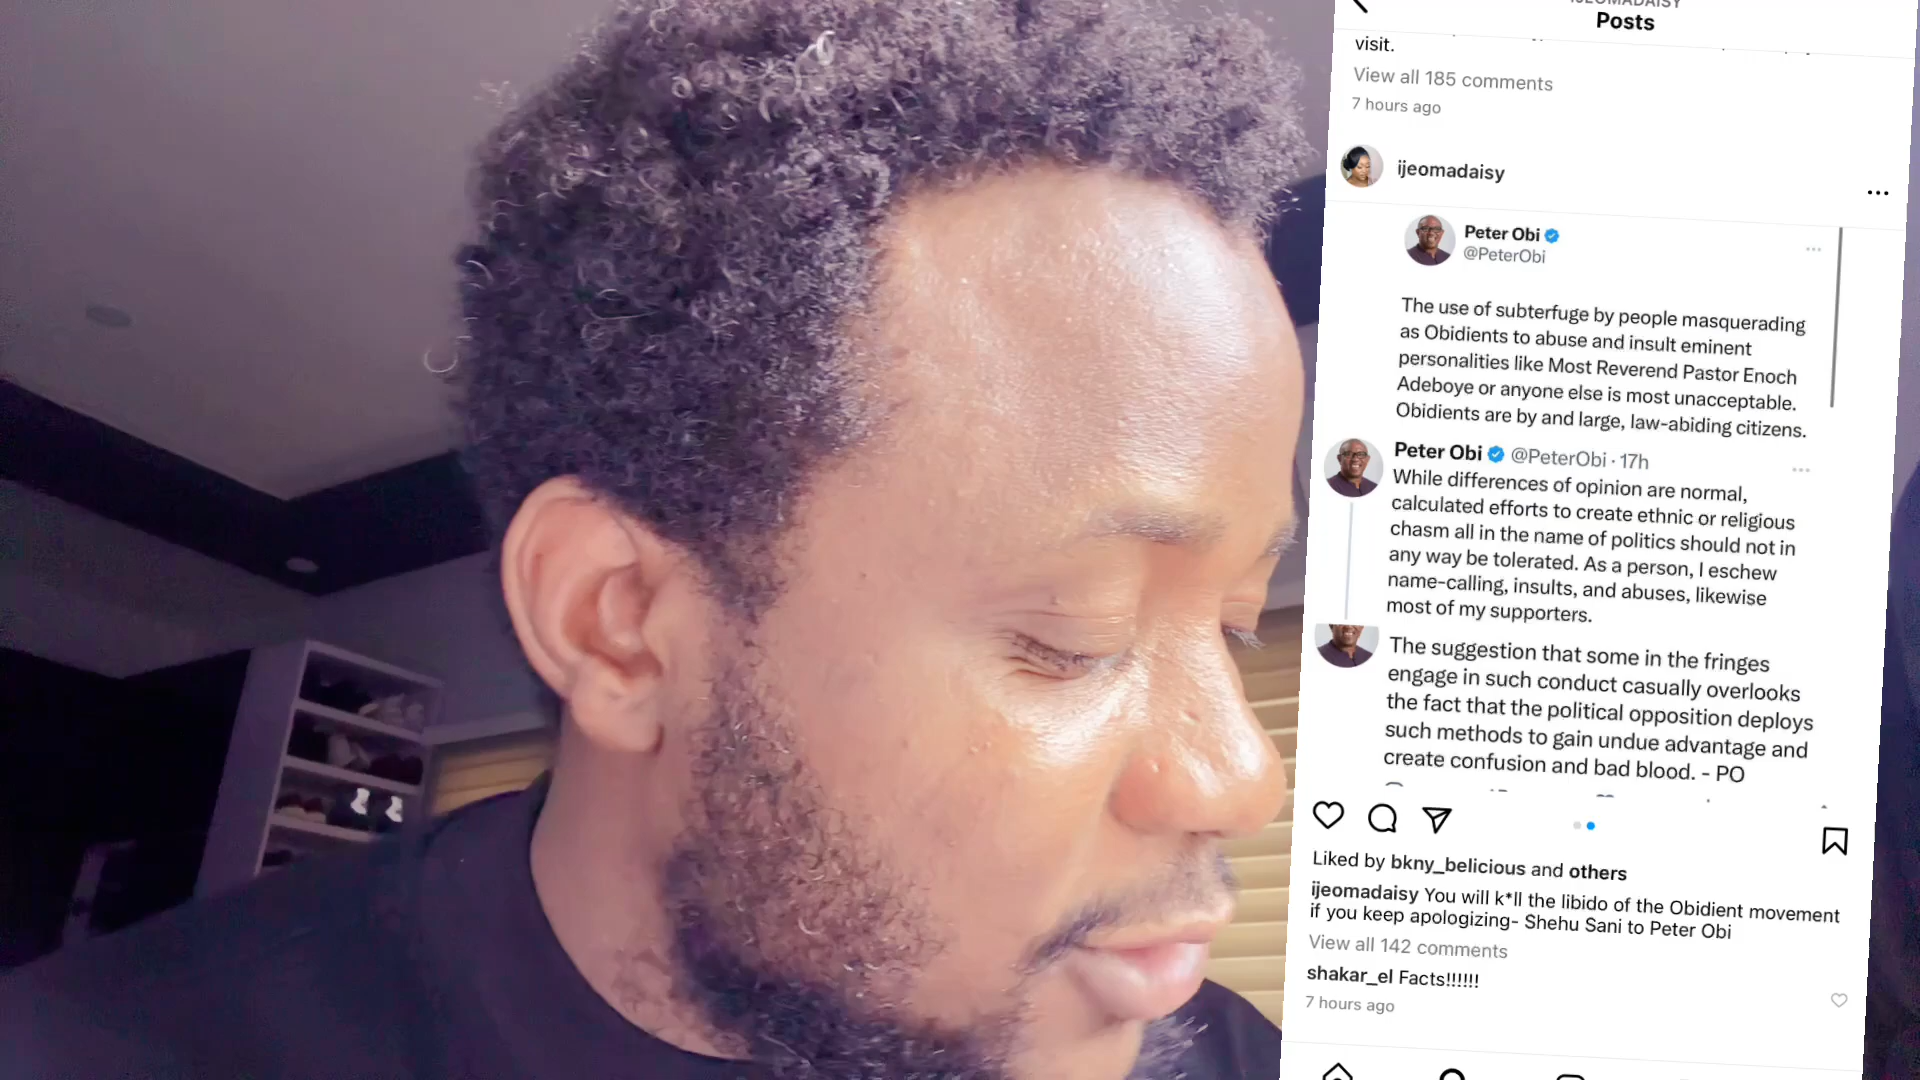 IJEOMADAISY
Posts
visit.
View all 185 comments
7 hours ago
ijeomadaisy
Peter Obi
@PeterObi
The use of subterfuge by people masquerading
as Obidients to abuse and insult eminent
personalities like Most Reverend Pastor Enoch
Adeboye or anyone else is most unacceptable.
Obidients are by and large, law-abiding citizens.
Peter Obi @PeterObi · 17h
While differences of opinion are normal,
calculated efforts to create ethnic or religious
chasm all in the name of politics should not in
any way be tolerated. As a person, I eschew
name-calling, insults, and abuses, likewise
most of my supporters.
The suggestion that some in the fringes
engage in such conduct casually overlooks
the fact that the political opposition deploys
such methods to gain undue advantage and
create confusion and bad blood. - PO
Liked by bkny_belicious and others
ijeomadaisy You will k*ll the libido of the Obidient movement
if you keep apologizing- Shehu Sani to Peter Obi
View all 142 comments
shakar_el Facts!!!!!!
7 hours ago